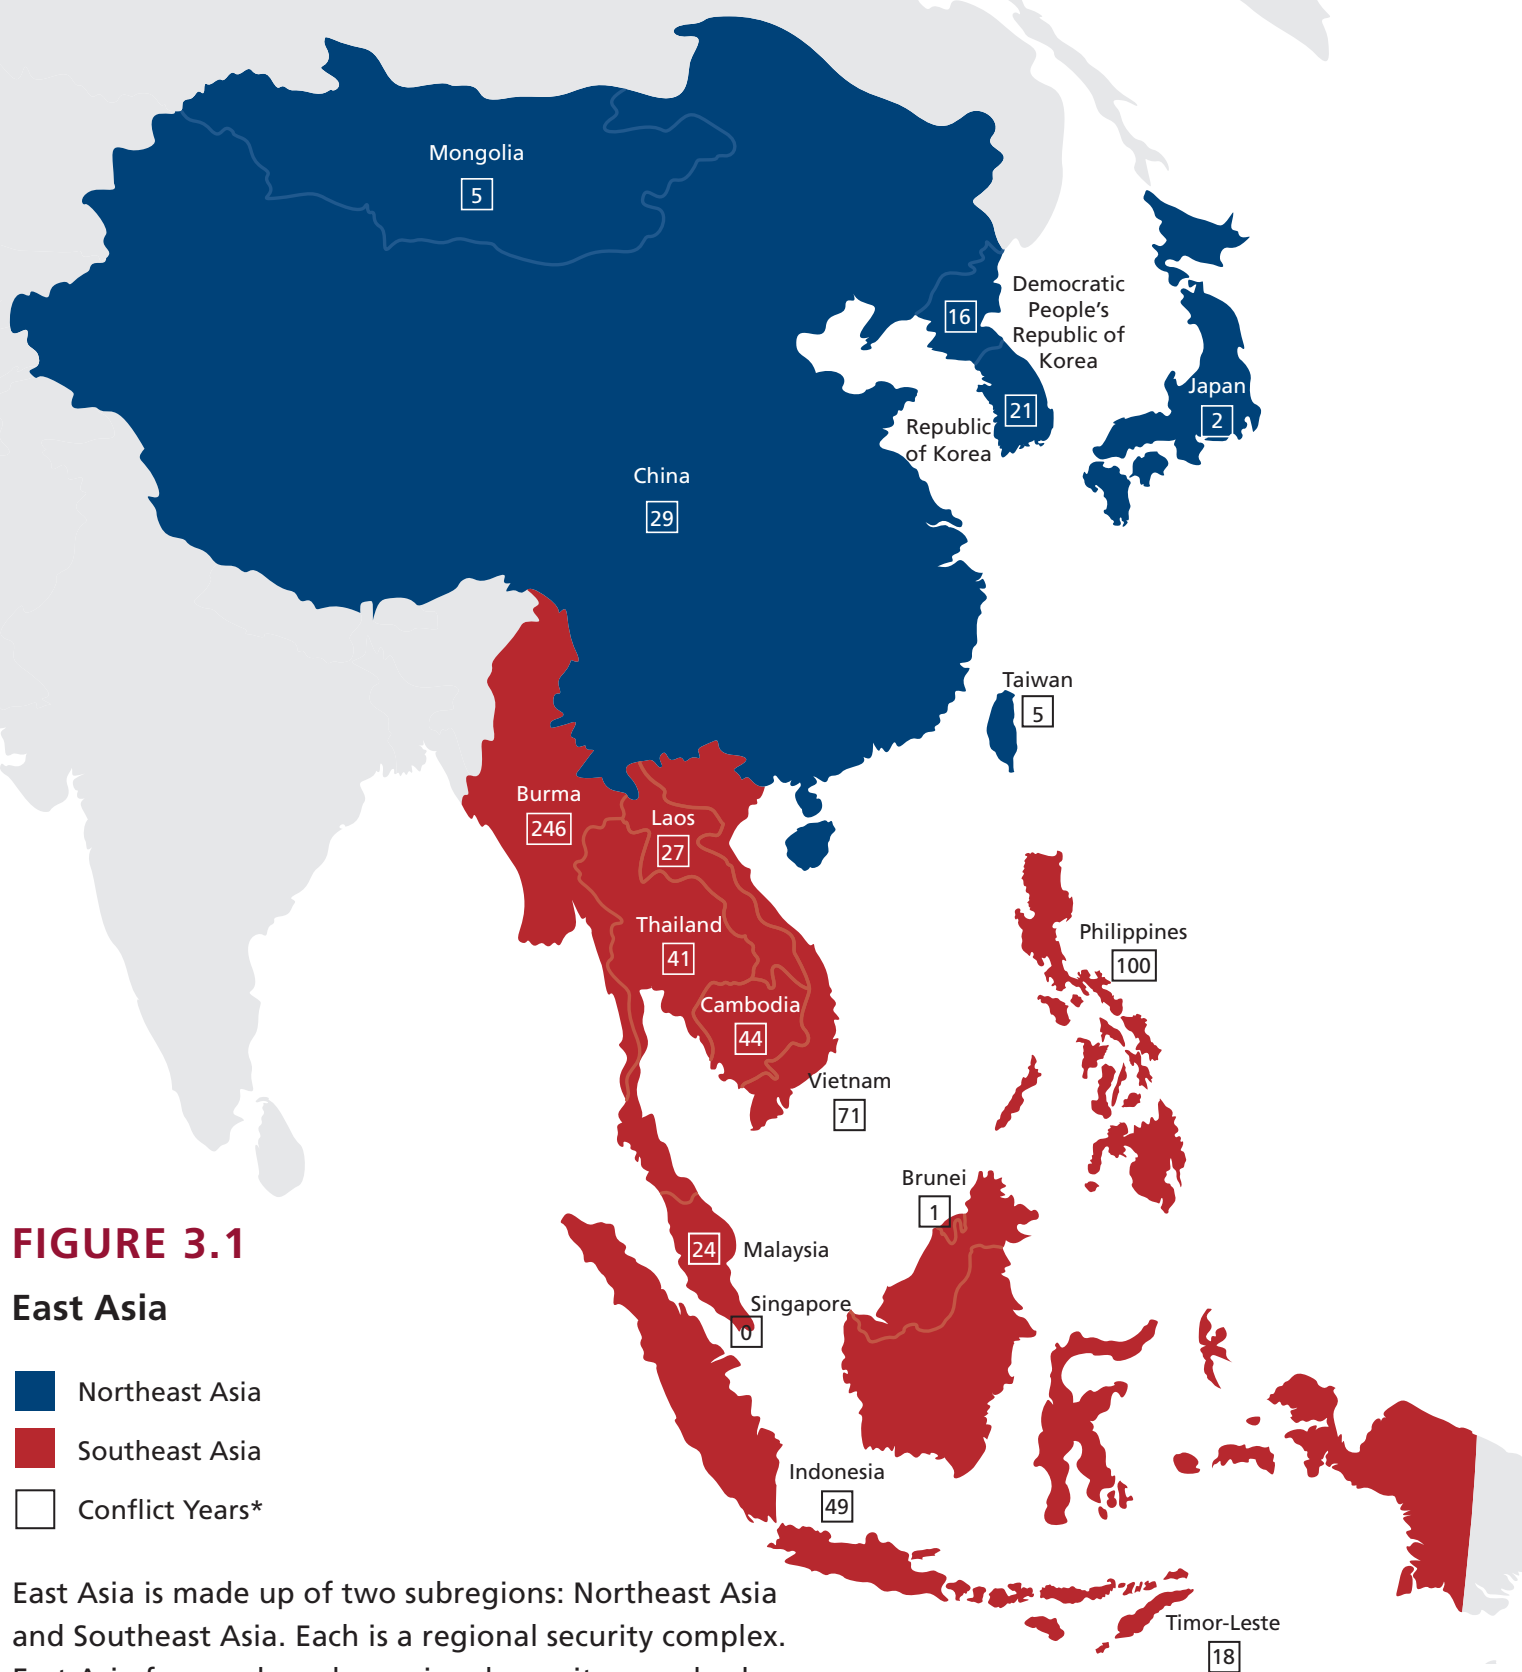 Mongolia
5
Democratic
People's
Republic of
Korea
16
Japan
2
21
Republic
of Korea
China
29
Taiwan
5
Burma
246
Laos
27
Thailand
41
Philippines
100
Cambodia
44
Vietnam
71
Brunei
1
24
Malaysia
Singapore
0
Indonesia
49
Timor-Leste
18
FIGURE 3.1
East Asia
Northeast Asia
Southeast Asia
Conflict Years*
East Asia is made up of two subregions: Northeast Asia
and Southeast Asia. Each is a regional security complex.